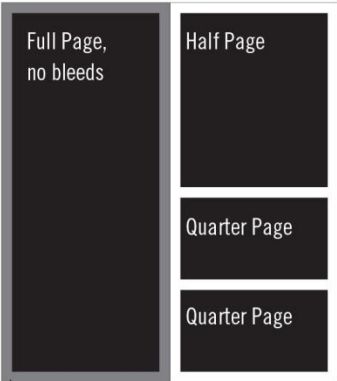 Full Page,
no bleeds
Half Page
Quarter Page
Quarter Page